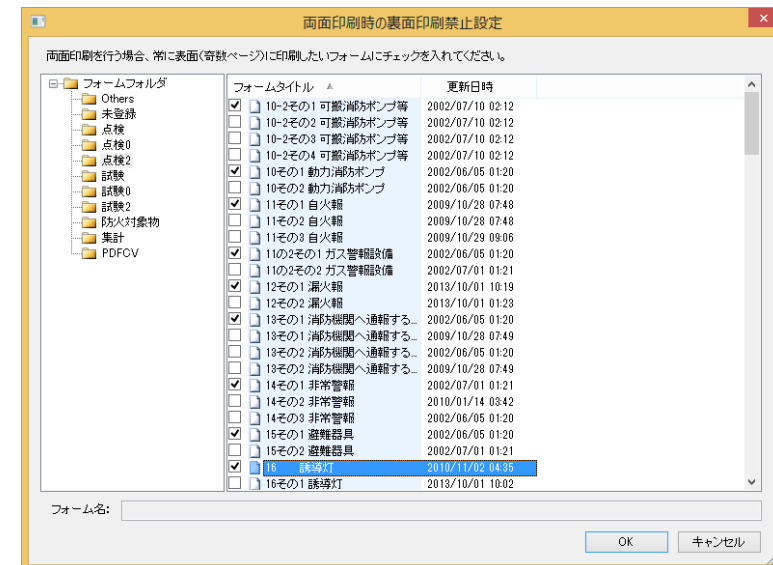 両面印刷時の裏面印刷禁止設定
両面印刷を行う場合、常に表面(奇数ページ)に印刷したいフォームにチェックを入れてください。
フォームフォルダ
Others
未登録
点検
点検0
点検2
試験
試験0
試験2
防火対象物
集計
PDFCV
フォームタイトル 更新日時
10-2その1 可搬消防ポンプ等 2002/07/10 02:12
10-2その2 可搬消防ポンプ等 2002/07/10 02:12
10-2その3 可搬消防ポンプ等 2002/07/10 02:12
10-2その4 可搬消防ポンプ等 2002/07/10 02:12
10その1 動力消防ポンプ 2002/06/05 01:20
10その2 動力消防ポンプ 2002/06/05 01:20
11その1 自火報 2009/10/28 07:48
11その2 自火報 2009/10/28 07:48
11その3 自火報 2009/10/29 09:06
11の2その1 ガス警報設備 2002/06/05 01:20
11の2その2 ガス警報設備 2002/07/01 01:21
12その1 漏火報 2013/10/01 10:19
12その2 漏火報 2013/10/01 01:23
13その1 消防機関へ通報する... 2002/06/05 01:20
13その1 消防機関へ通報する... 2009/10/28 07:49
13その2 消防機関へ通報する... 2002/06/05 01:20
13その2 消防機関へ通報する... 2009/10/28 07:49
14その1 非常警報 2002/07/01 01:21
14その2 非常警報 2010/01/14 03:42
14その3 非常警報 2002/06/05 01:20
15その1 避難器具 2002/06/05 01:20
15その2 避難器具 2002/07/01 01:21
16 誘導灯 2010/11/02 04:35
16その1 誘導灯 2013/10/01 10:02
フォーム名:
OK キャンセル